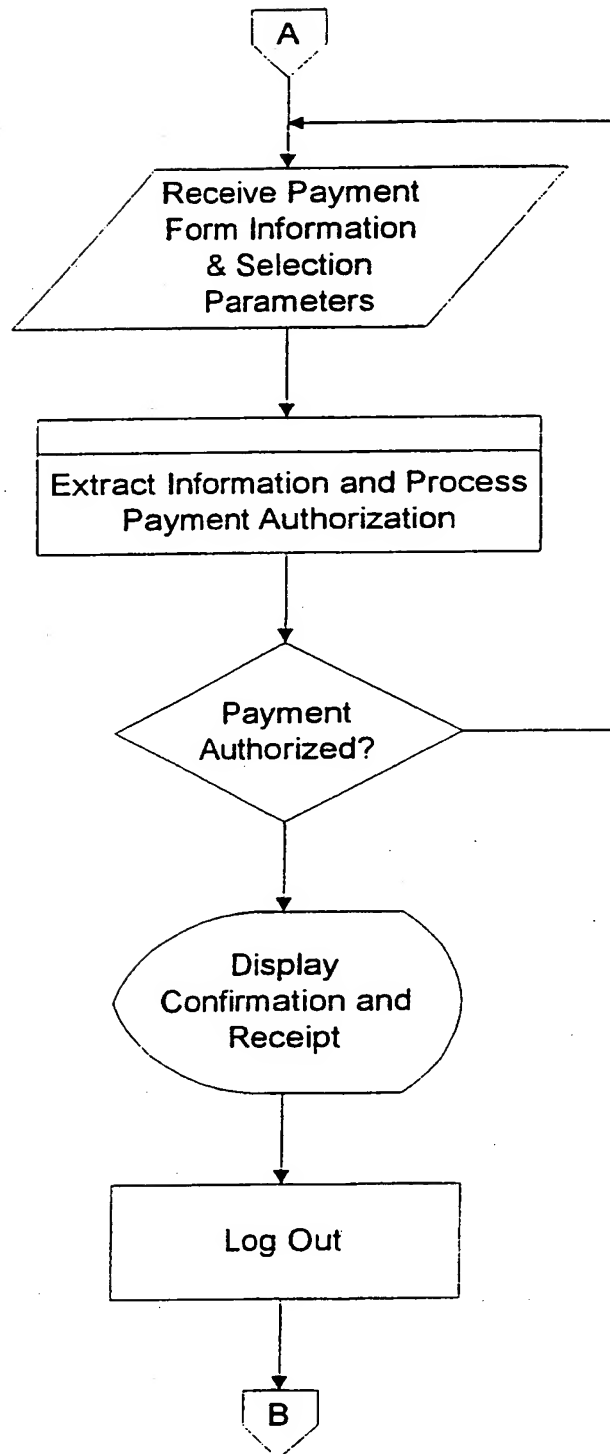 A
Receive Payment
Form Information
& Selection
Parameters
Extract Information and Process
Payment Authorization
Payment
Authorized?
Display
Confirmation and
Receipt
Log Out
B